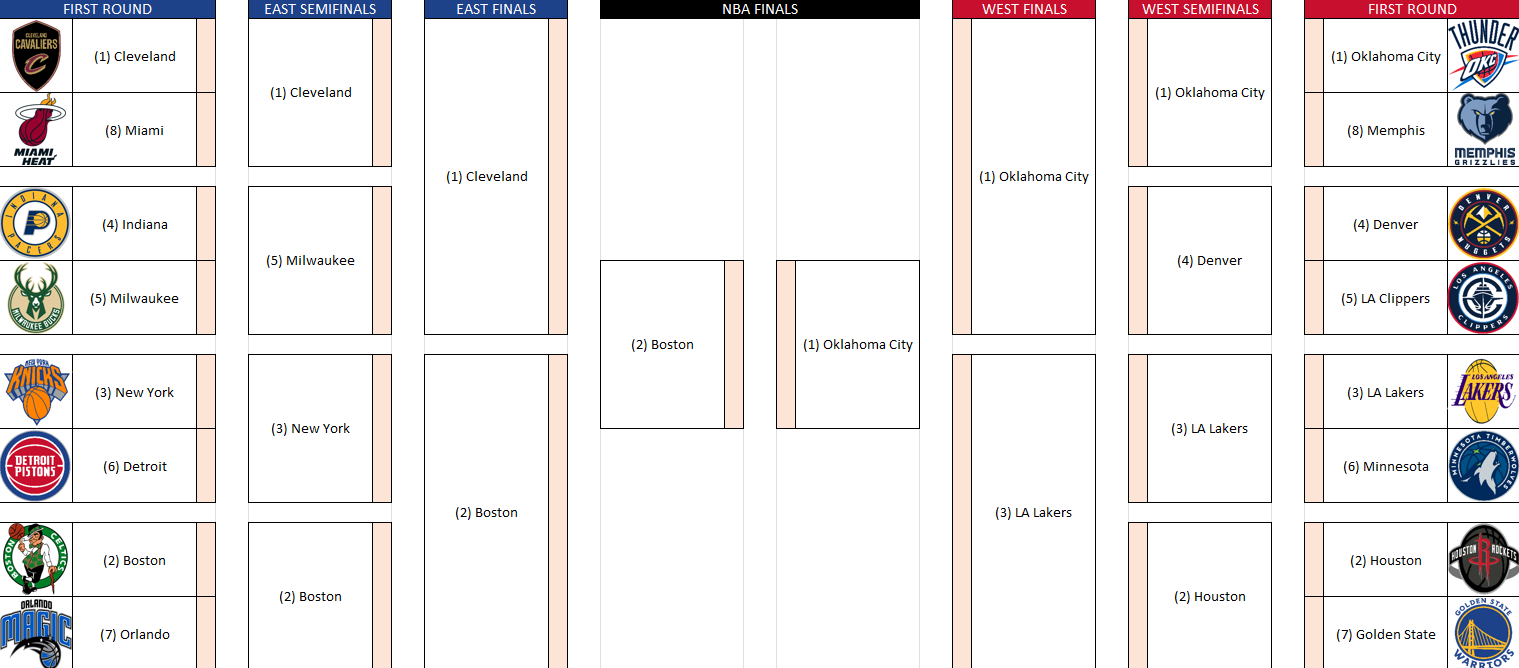 FIRST ROUND
EAST SEMIFINALS
EAST FINALS
NBA FINALS
WEST FINALS
WEST SEMIFINALS
FIRST ROUND
CLEVELAND
CAVALIERS
C
(1) Cleveland
(8) Miami
MIAMI
HEAT
INDIANA
PACERS
P
(4) Indiana
(5) Milwaukee
MILWAUKEE BUCKS
NEW YORK
KNICKS
(3) New York
(6) Detroit
DETROIT
PISTONS
BOSTON
CELTICS
(2) Boston
(7) Orlando
ORLANDO
MAGIC
(1) Cleveland
(5) Milwaukee
(3) New York
(2) Boston
(1) Cleveland
(2) Boston
(2) Boston
(1) Oklahoma City
(1) Oklahoma City
(3) LA Lakers
(1) Oklahoma City
(4) Denver
(3) LA Lakers
(2) Houston
(1) Oklahoma City
THUNDER
OKC
(8) Memphis
MEMPHIS
GRIZZLIES
(4) Denver
DENVER
NUGGETS
(5) LA Clippers
LOS ANGELES
CLIPPERS
(3) LA Lakers
LOS ANGELES
LAKERS
(6) Minnesota
MINNESOTA TIMBERWOLVES
(2) Houston
HOUSTON ROCKETS
R
(7) Golden State
GOLDEN STATE
WARRIORS